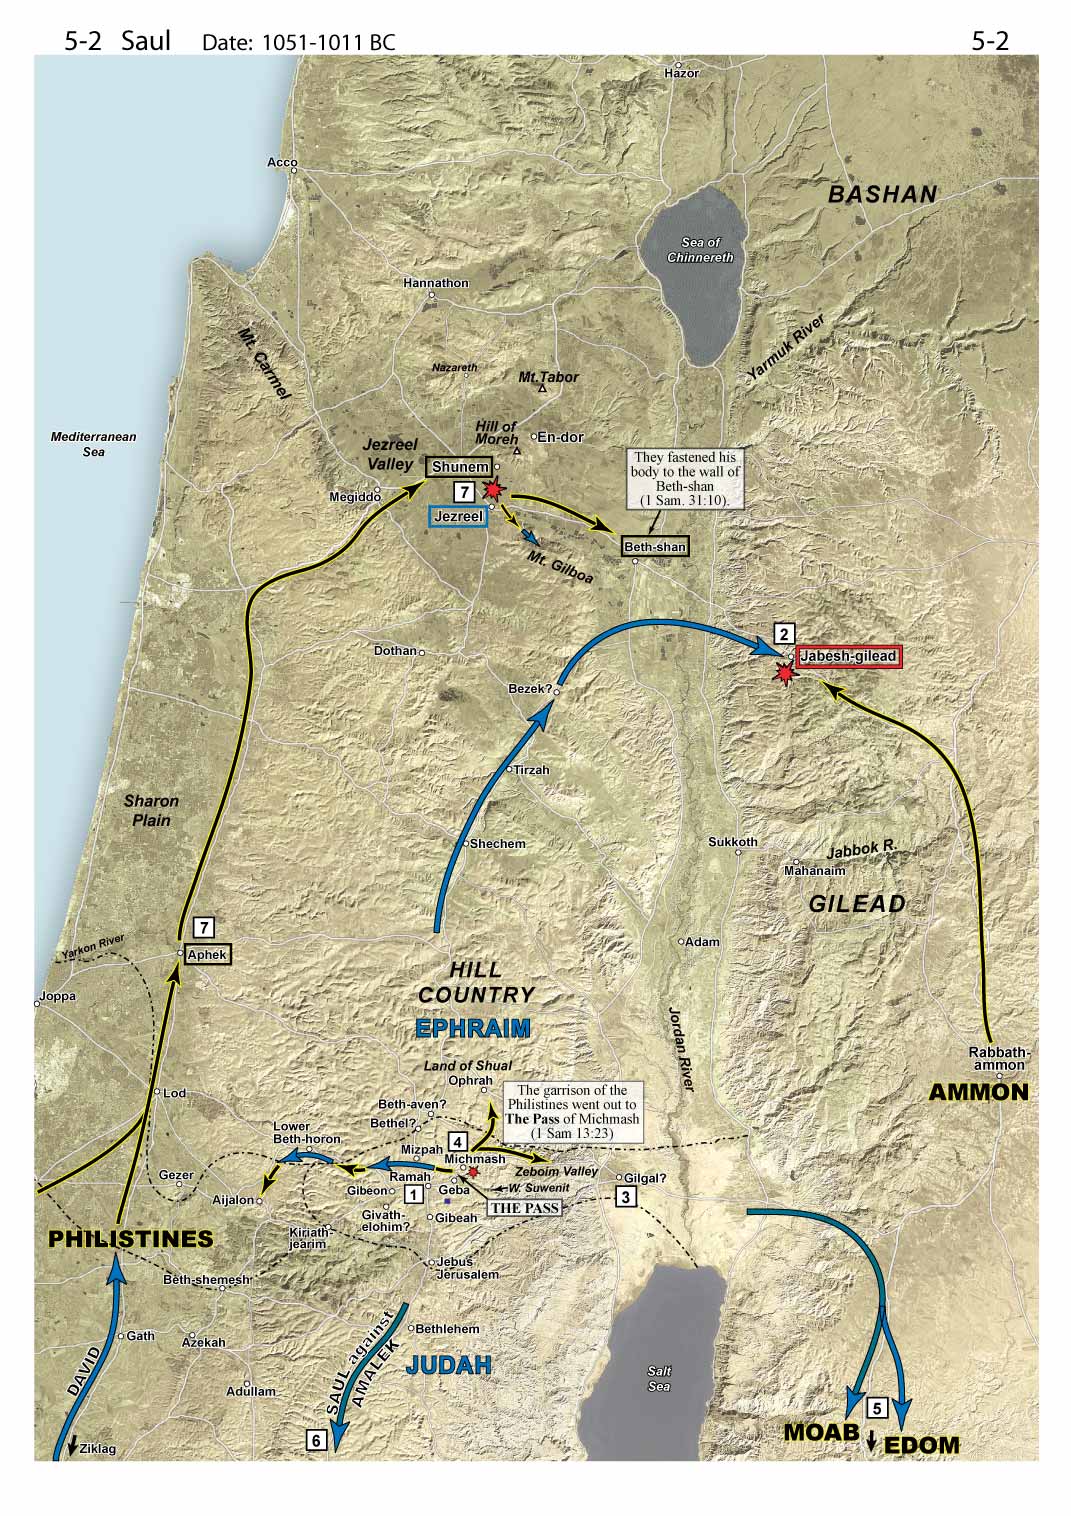 5-2 Saul Date: 1051-1011 BC 5-2
Hazor
Acco
BASHAN
Sea of
Chinnereth
Hannathon
Mt. Carmel
Yarmuk River
Nazareth
Mt.Tabor
Mediterranean
Sea
Hill of
Moreh
En-dor
Jezreel
Valley
Shunem
They fastened his
body to the wall of
Beth-shan
(1 Sam. 31:10).
Megiddo
7
Jezreel
Beth-shan
Mt. Gilboa
2
Jabesh-gilead
Dothan
Bezek?
Tirzah
Sharon
Plain
Shechem
Sukkoth
Jabbok R.
Mahanaim
GILEAD
7
Aphek
Yarkon River
Adam
Joppa
HILL
COUNTRY
EPHRAIM
Jordan River
Rabbath-
ammon
AMMON
Land of Shual
Ophrah
Lod
The garrison of the
Philistines went out to
The Pass of Michmash
(1 Sam 13:23)
Beth-aven?
Bethel?
Lower
Beth-horon
4
Mizpah
Michmash
Zeboim Valley
Gezer
Ramah
Gilgal?
Aijalon
Gibeon
1
Geba
W. Suwenit
3
THE PASS
Givath-
elohim?
Gibeah
Kiriath-
jearim
PHILISTINES
Jebus
Jerusalem
Beth-shemesh
Gath
Azekah
Bethlehem
SAUL against
AMALEK
JUDAH
DAVID
Adullam
Salt
Sea
6
5
MOAB
EDOM
Ziklag